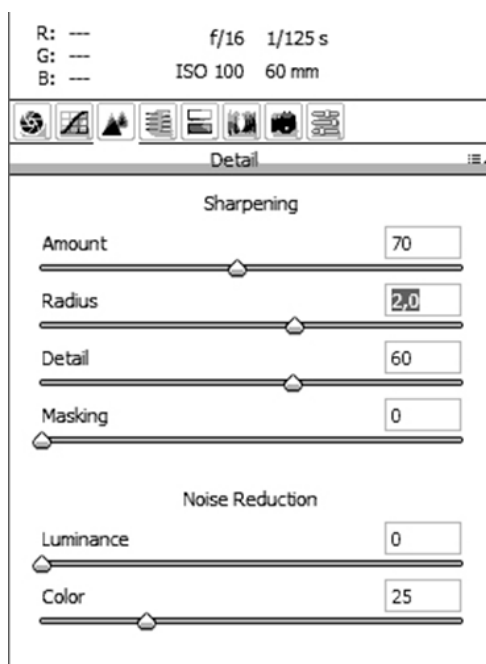 R: ---
G: ---
B: ---
f/16 1/125 s
ISO 100 60 mm
Detail
Sharpening
Amount 70
Radius 2,0
Detail 60
Masking 0
Noise Reduction
Luminance 0
Color 25